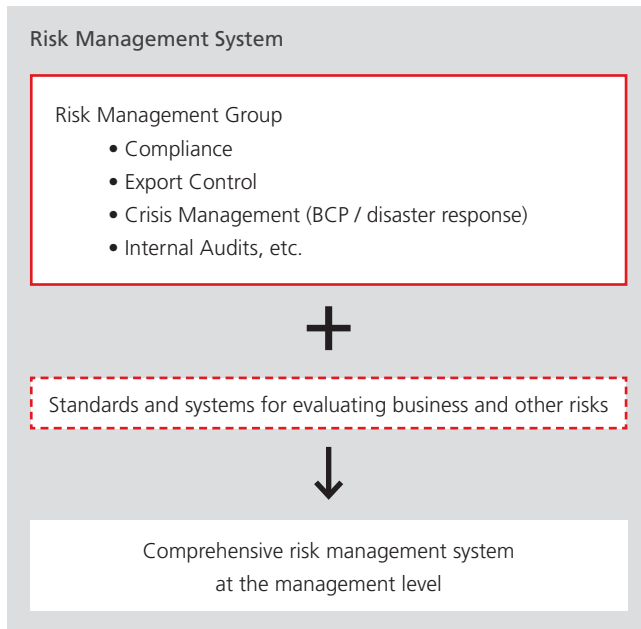 Risk Management System
Risk Management Group
• Compliance
• Export Control
• Crisis Management (BCP / disaster response)
• Internal Audits, etc.
+
Standards and systems for evaluating business and other risks
↓
Comprehensive risk management system
at the management level